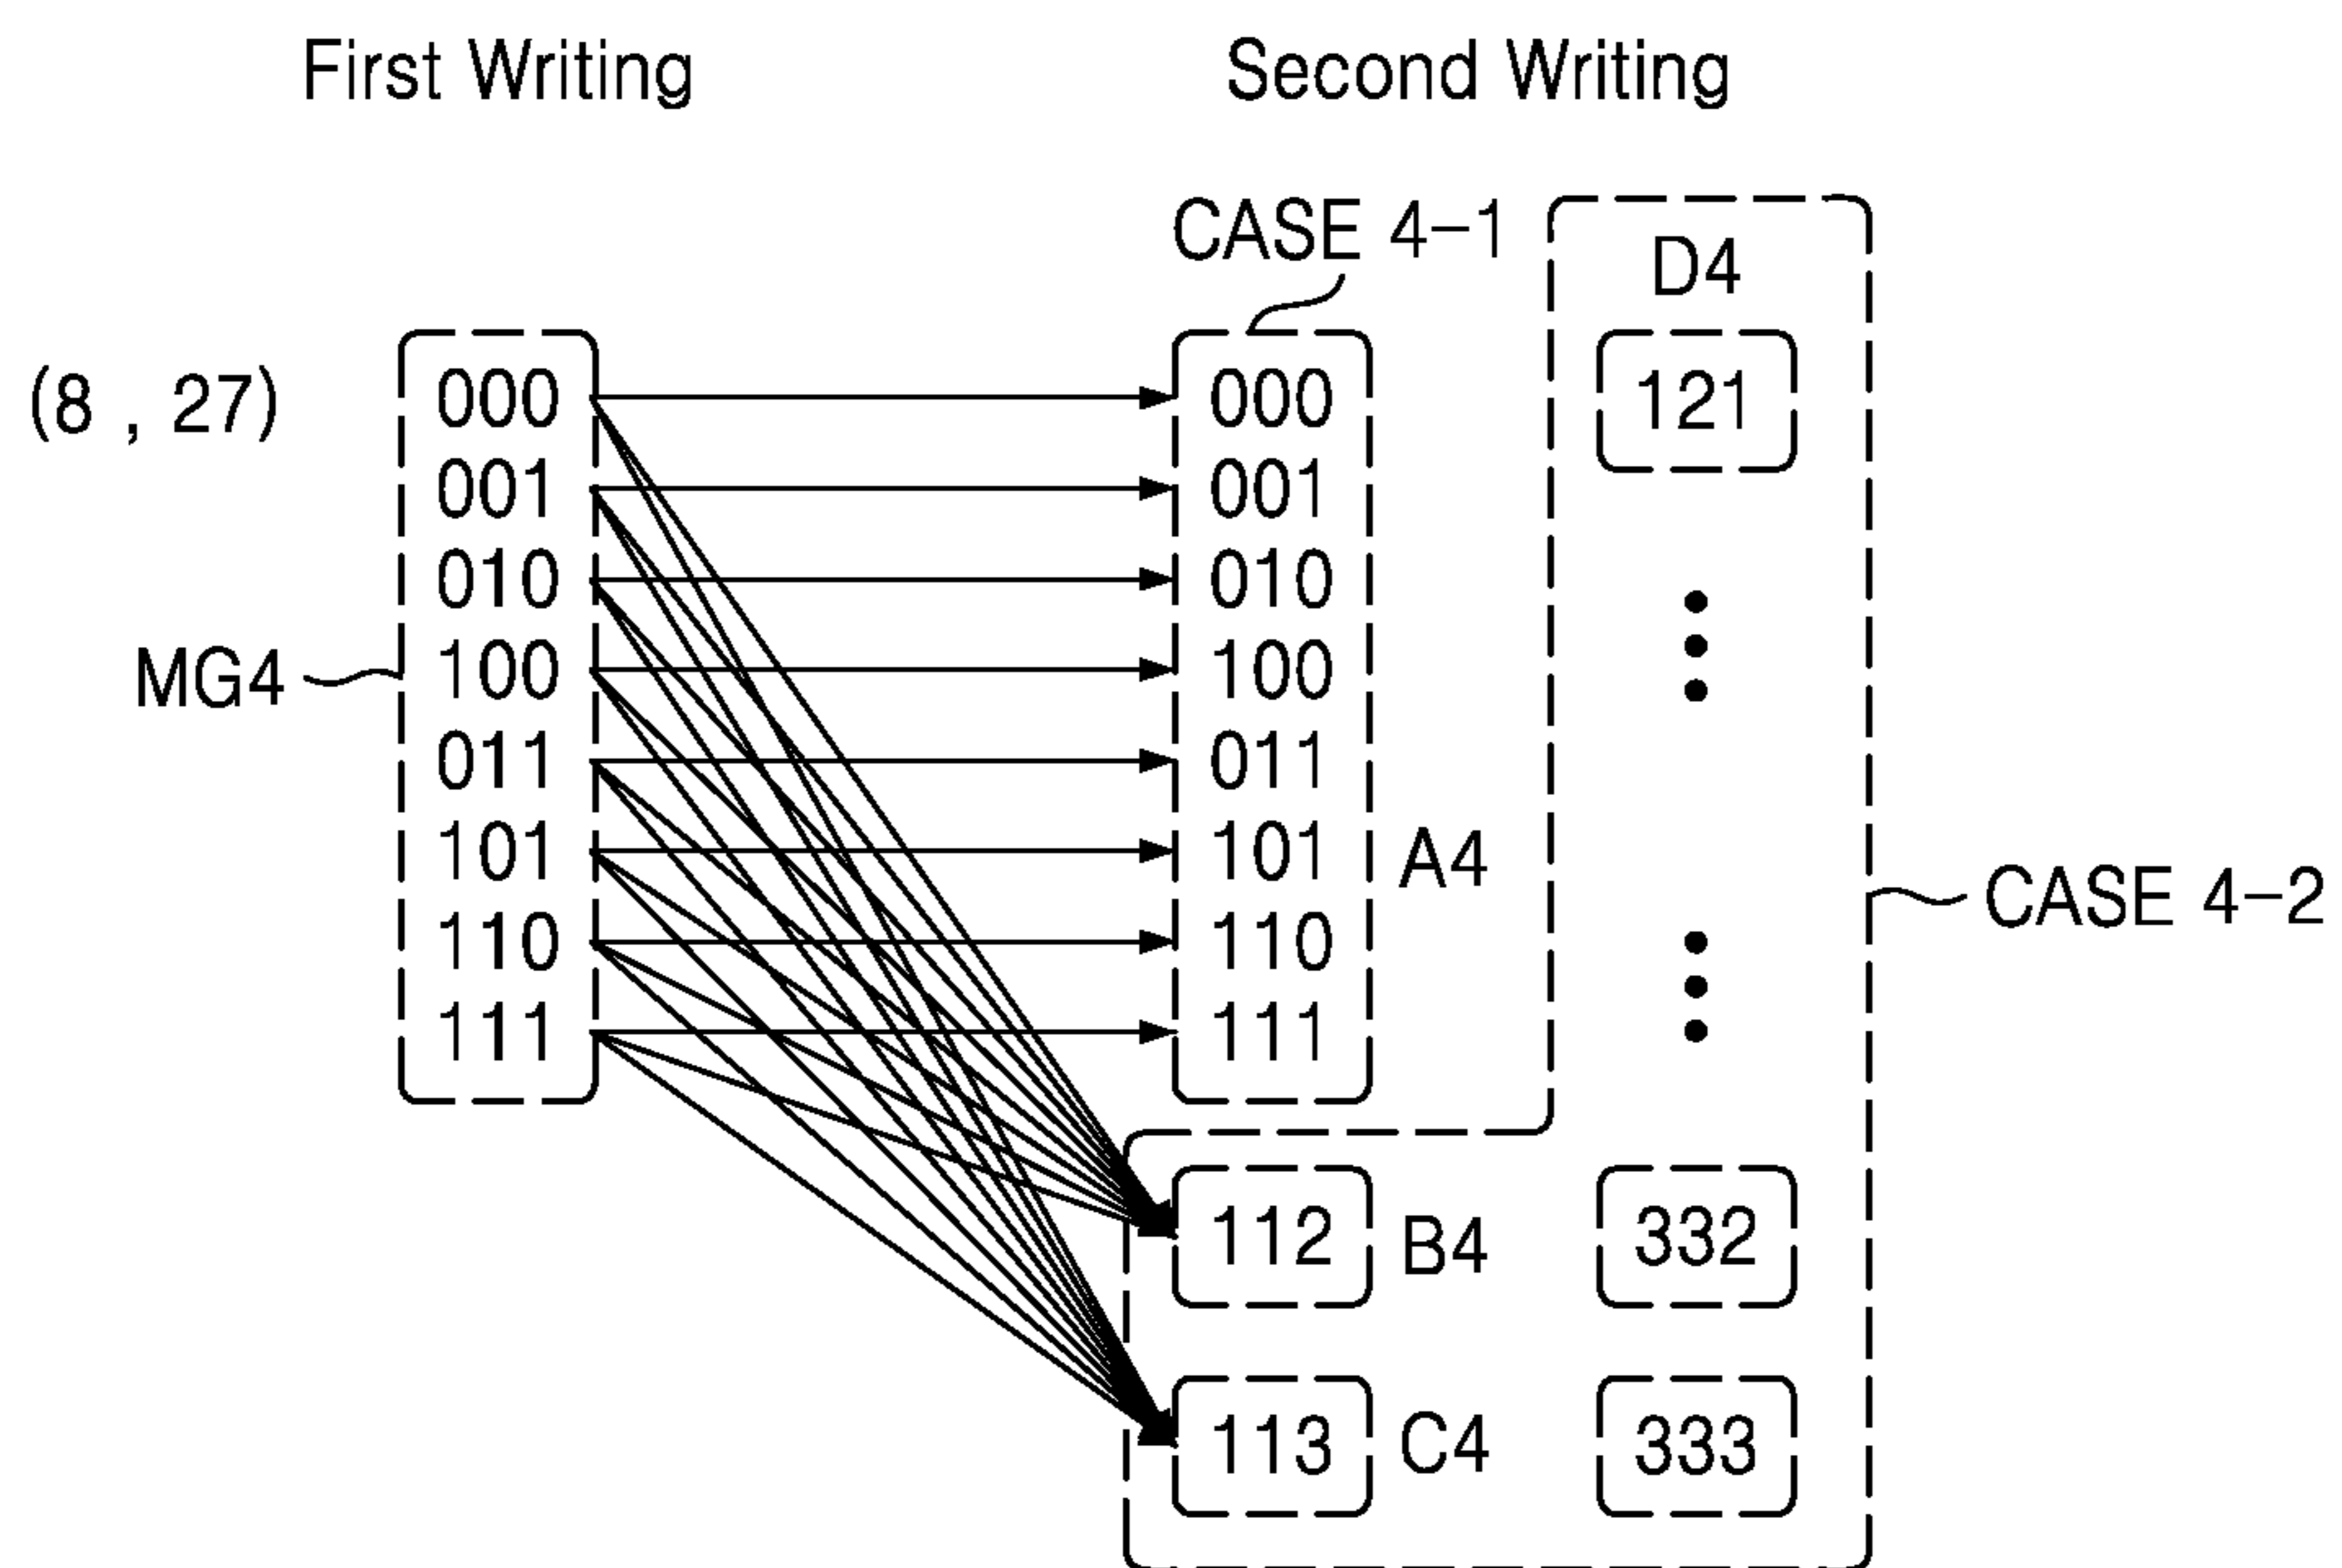 First Writing
Second Writing
CASE 4-1
D4
(8 , 27)
000
001
010
100
011
101
110
111
MG4
000
001
010
100
011
101
110
111
A4
121
CASE 4-2
112
B4
332
113
C4
333